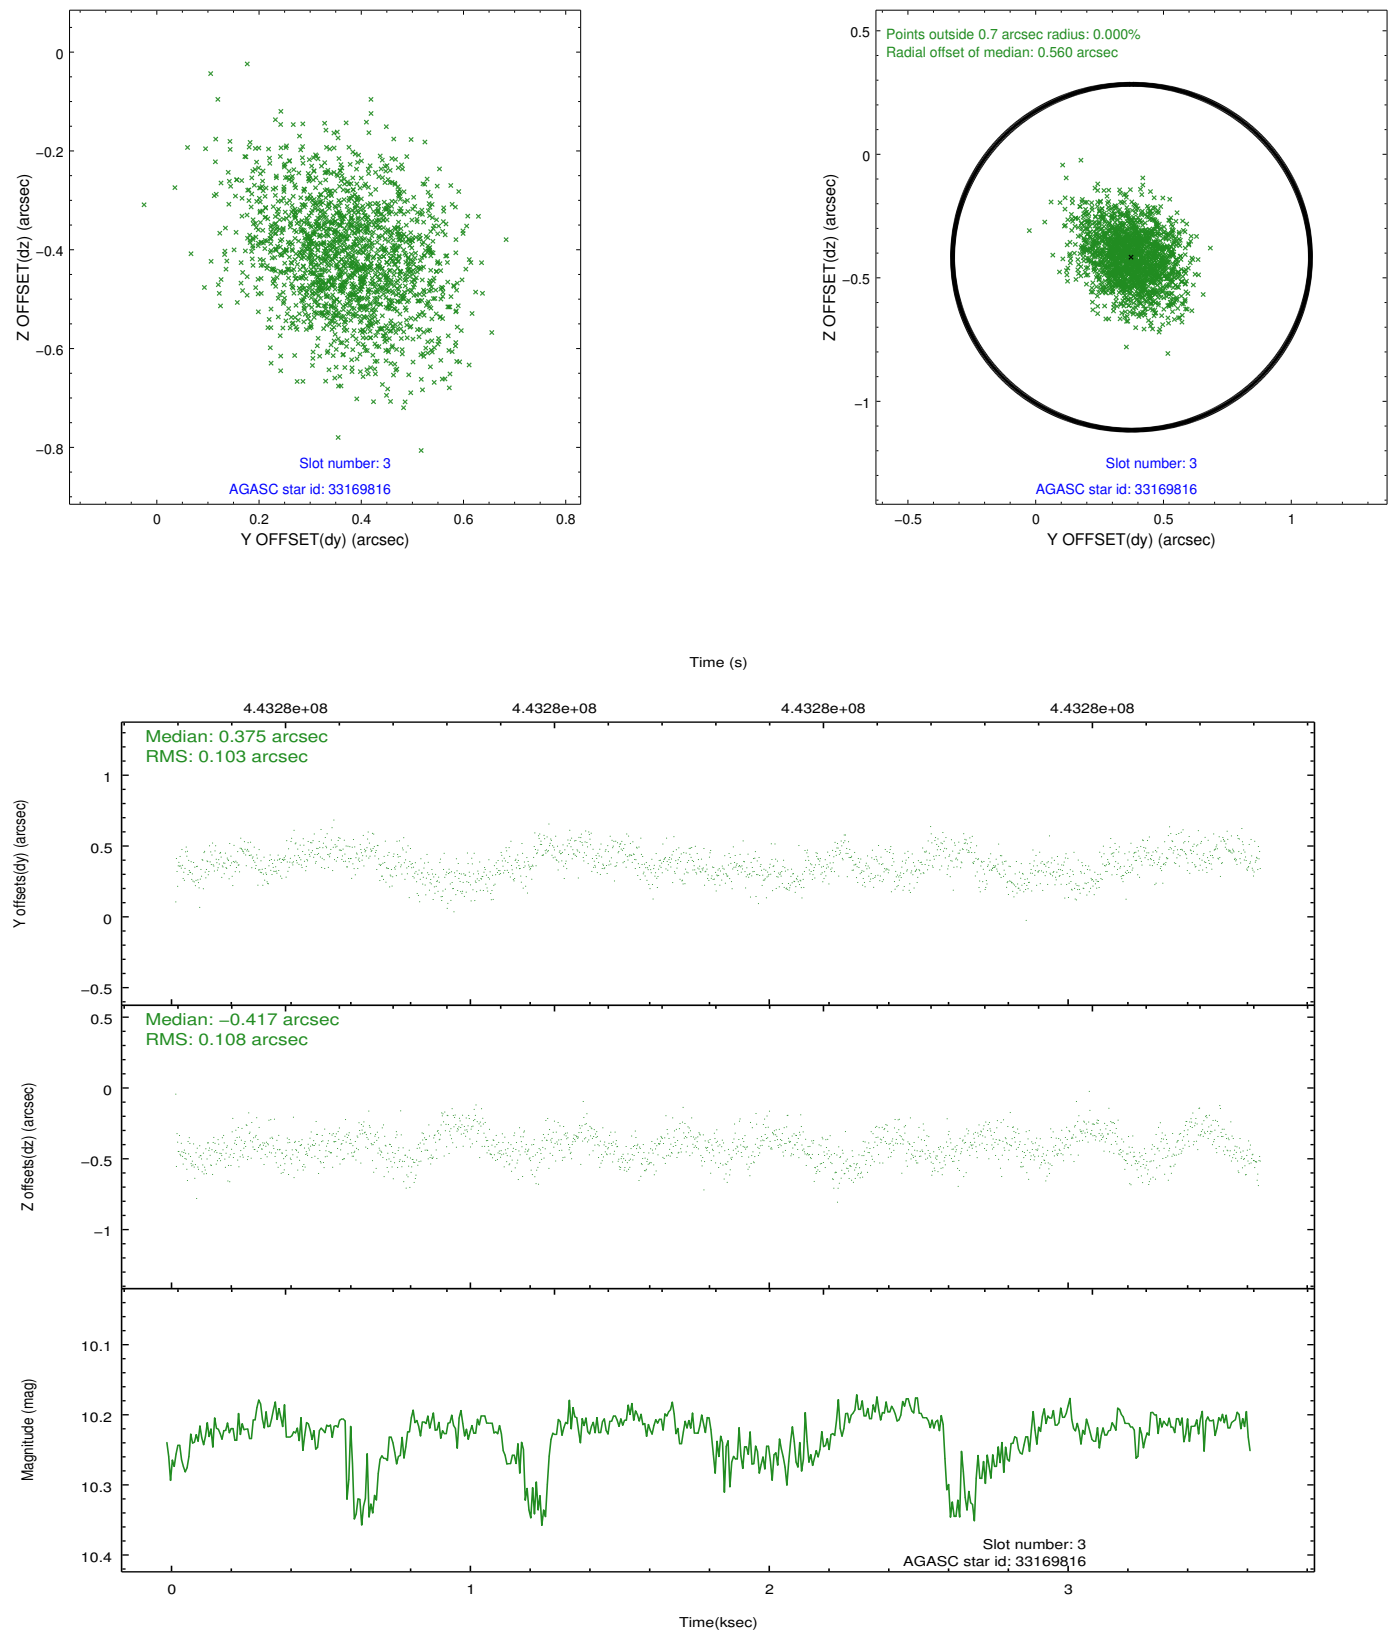 0
−0.2
−0.4
−0.6
−0.8
Z OFFSET(dz) (arcsec)
Slot number: 3
AGASC star id: 33169816
0 0.2 0.4 0.6 0.8
Y OFFSET(dy) (arcsec)
Points outside 0.7 arcsec radius: 0.000%
Radial offset of median: 0.560 arcsec
0.5
0
−0.5
−1
Z OFFSET(dz) (arcsec)
Slot number: 3
AGASC star id: 33169816
−0.5 0 0.5 1
Y OFFSET(dy) (arcsec)
Time (s)
4.4328e+08 4.4328e+08 4.4328e+08 4.4328e+08
Median: 0.375 arcsec
RMS: 0.103 arcsec
1
0.5
0
−0.5
Y offsets(dy) (arcsec)
Median: −0.417 arcsec
RMS: 0.108 arcsec
0.5
0
−0.5
−1
Z offsets(dz) (arcsec)
10.1
10.2
10.3
10.4
Magnitude (mag)
Slot number: 3
AGASC star id: 33169816
0 1 2 3
Time(ksec)